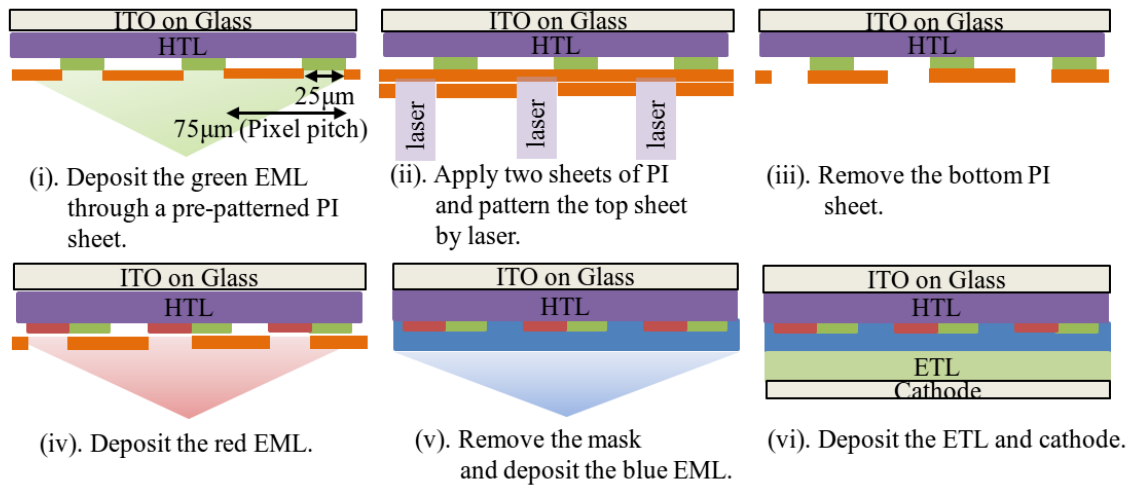 ITO on Glass
HTL
25μm
75μm (Pixel pitch)
(i). Deposit the green EML
through a pre-patterned PI
sheet.
ITO on Glass
HTL
laser
laser
laser
(ii). Apply two sheets of PI
and pattern the top sheet
by laser.
ITO on Glass
HTL
(iii). Remove the bottom PI
sheet.
ITO on Glass
HTL
(iv). Deposit the red EML.
ITO on Glass
HTL
(v). Remove the mask
and deposit the blue EML.
ITO on Glass
HTL
ETL
Cathode
(vi). Deposit the ETL and cathode.